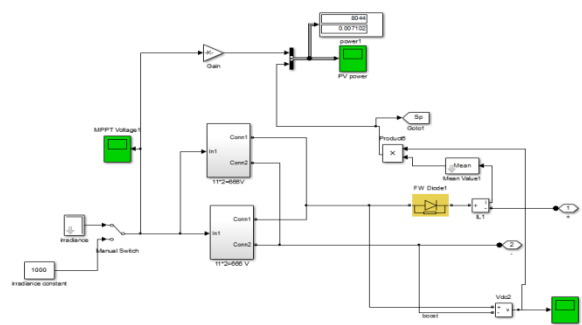 8044
0.007102
power1
-K-
Gain
PV power
Sp
Goto1
MPPT Voltage1
Product6
×
Mean
Mean Value1
Conn1
In1
Conn2
11*2=666V
FW Diode1
+
i
-
IL1
1
+
Conn1
In1
Conn2
11*2=666 V
irradiance
Manual Switch
2
-
1000
irradiance constant
Vdc2
+
-
v
boost